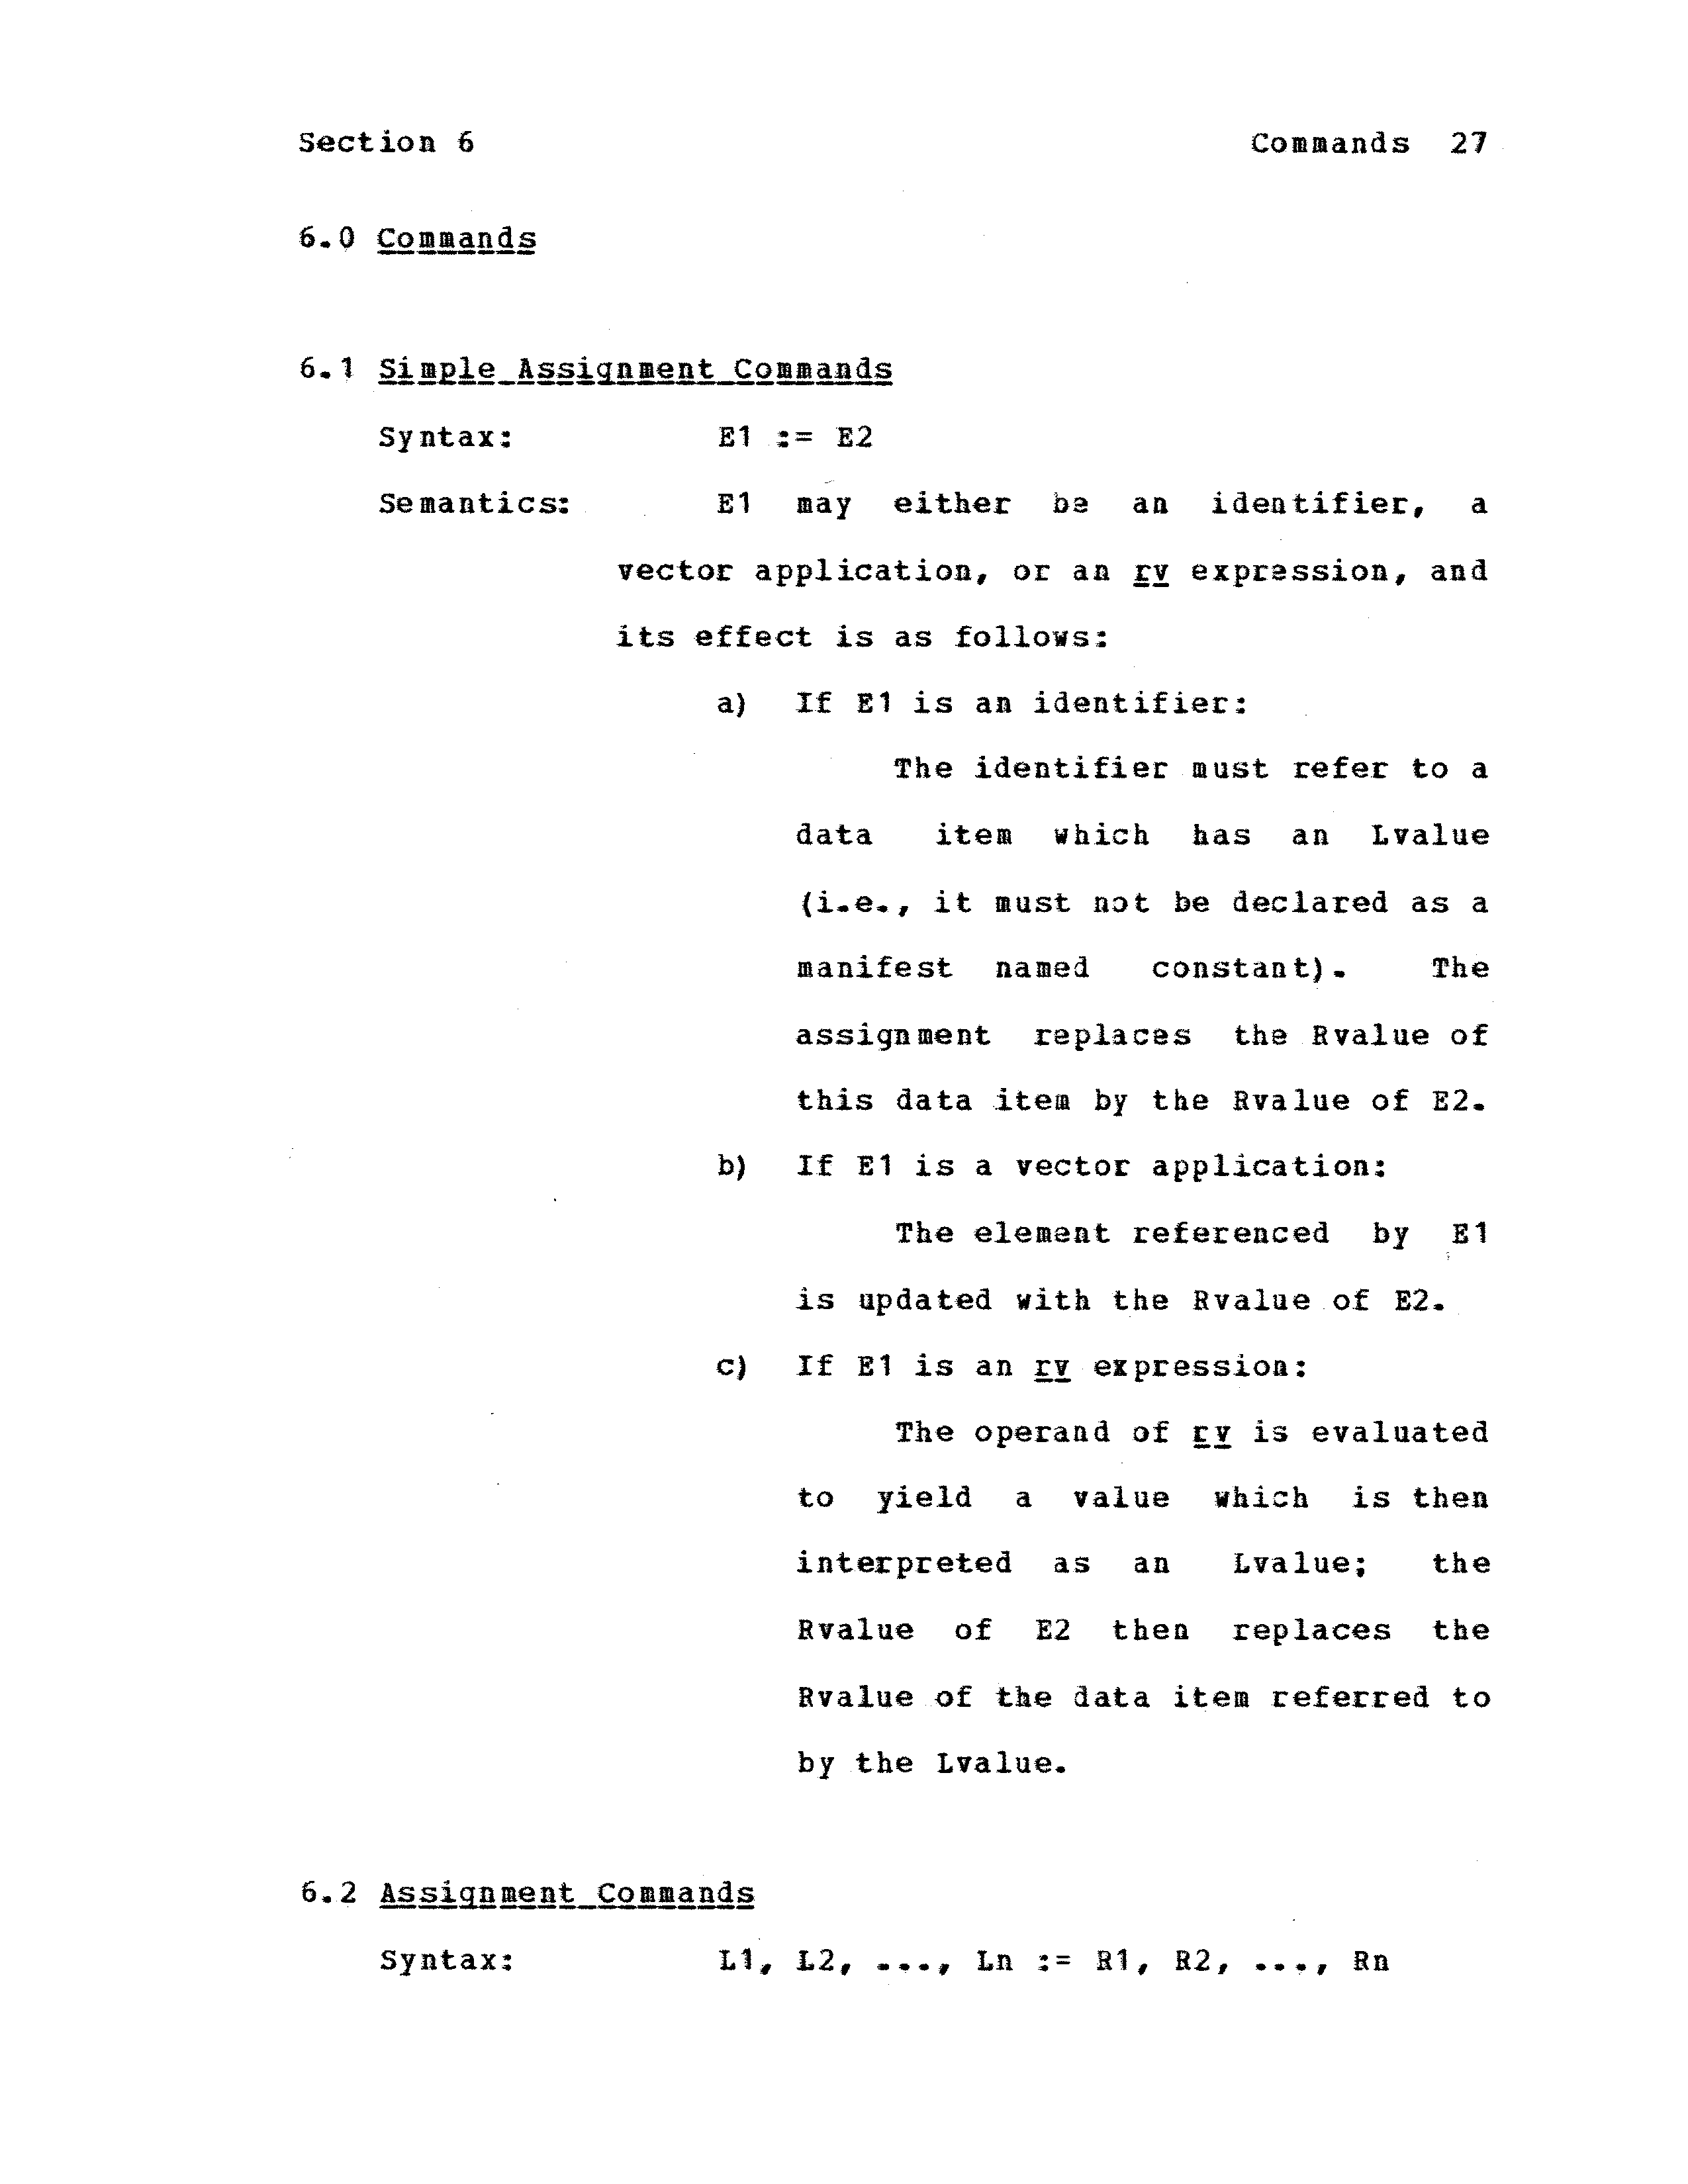 Section 6 Commands 27
6.0 Commands
6.1 Simple Assignment Commands
Syntax: E1 := E2
Semantics: E1 may either be an identifier, a
vector application, or an rv expression, and
its effect is as follows:
a) If E1 is an identifier:
The identifier must refer to a
data item which has an Lvalue
(i.e., it must not be declared as a
manifest named constant). The
assignment replaces the Rvalue of
this data item by the Rvalue of E2.
b) If E1 is a vector application:
The element referenced by E1
is updated with the Rvalue of E2.
c) If E1 is an rv expression:
The operand of rv is evaluated
to yield a value which is then
interpreted as an Lvalue; the
Rvalue of E2 then replaces the
Rvalue of the data item referred to
by the Lvalue.
6.2 Assignment Commands
Syntax: L1, L2, ..., Ln := R1, R2, ..., Rn